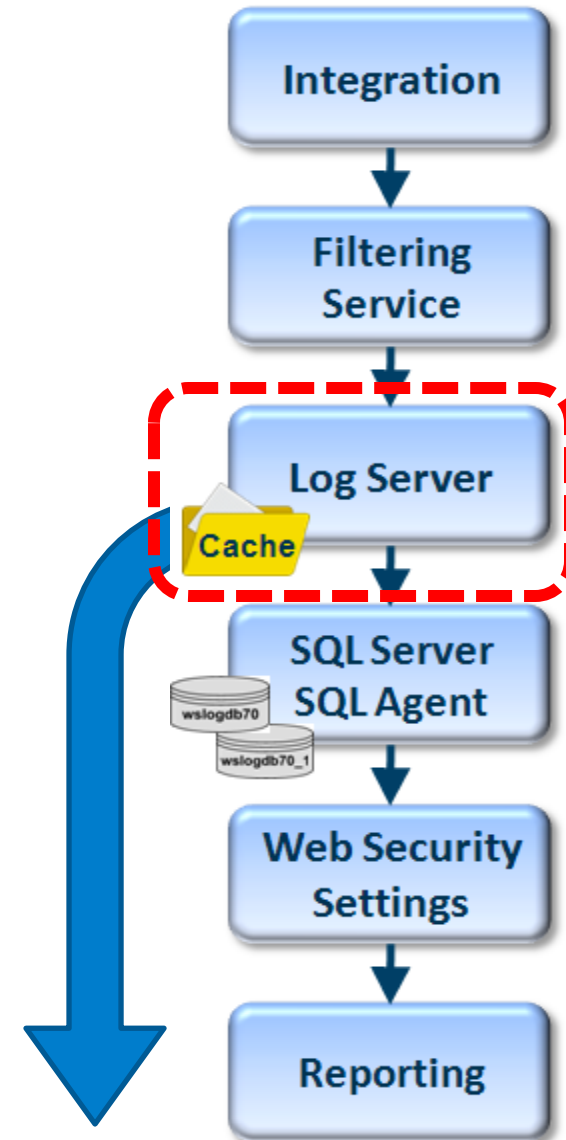 Integration
Filtering
Service
Log Server
Cache
SQL Server
SQL Agent
wslogdb70
wslogdb70_1
Web Security
Settings
Reporting